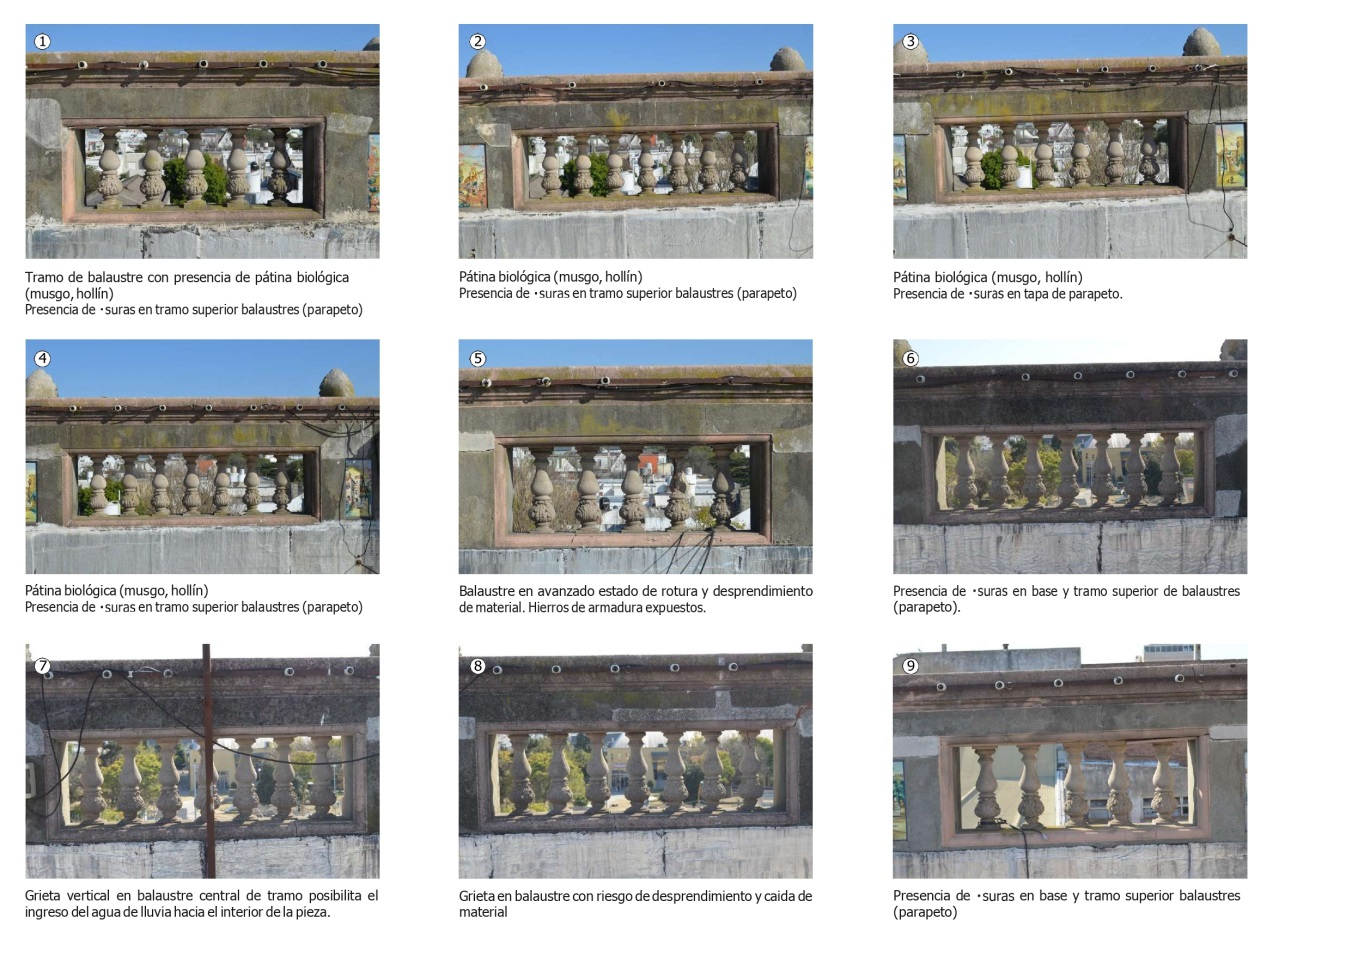 1
Tramo de balaustre con presencia de pátina biológica
(musgo, hollín)
Presencia de •suras en tramo superior balaustres (parapeto)
2
Pátina biológica (musgo, hollín)
Presencia de •suras en tramo superior balaustres (parapeto)
3
Pátina biológica (musgo, hollín)
Presencia de •suras en tapa de parapeto.
4
Pátina biológica (musgo, hollín)
Presencia de •suras en tramo superior balaustres (parapeto)
5
Balaustre en avanzado estado de rotura y desprendimiento
de material. Hierros de armadura expuestos.
6
Presencia de •suras en base y tramo superior de balaustres
(parapeto).
7
Grieta vertical en balaustre central de tramo posibilita el
ingreso del agua de lluvia hacia el interior de la pieza.
8
Grieta en balaustre con riesgo de desprendimiento y caida de
material
9
Presencia de •suras en base y tramo superior balaustres
(parapeto)